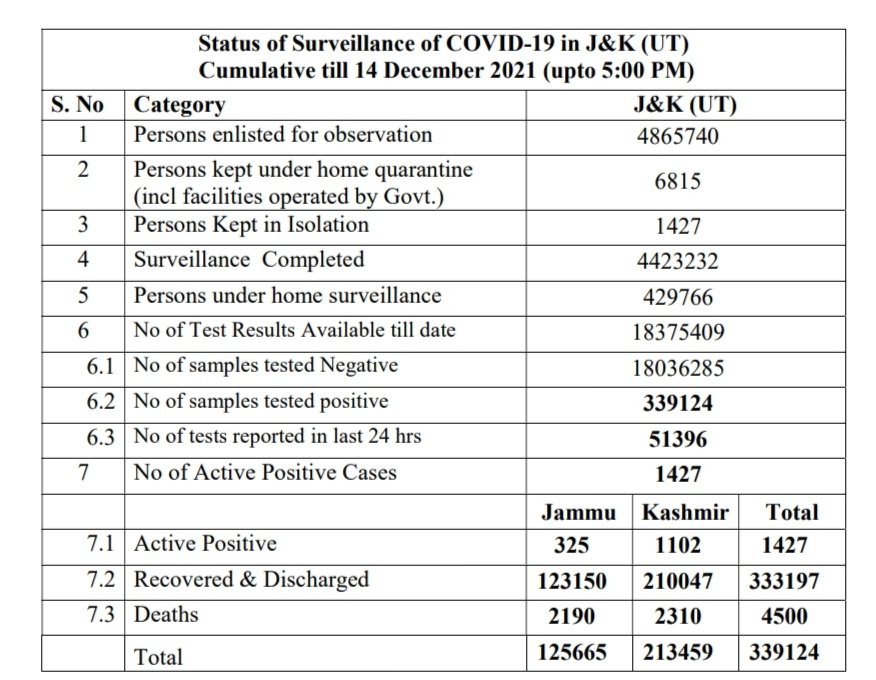 Status of Surveillance of COVID-19 in J&K (UT)
Cumulative till 14 December 2021 (upto 5:00 PM)
S. No Category J&K (UT)
1 Persons enlisted for observation 4865740
2 Persons kept under home quarantine
(incl facilities operated by Govt.) 6815
3 Persons Kept in Isolation 1427
4 Surveillance Completed 4423232
5 Persons under home surveillance 429766
6 No of Test Results Available till date 18375409
6.1 No of samples tested Negative 18036285
6.2 No of samples tested positive 339124
6.3 No of tests reported in last 24 hrs 51396
7 No of Active Positive Cases 1427
Jammu Kashmir Total
7.1 Active Positive 325 1102 1427
7.2 Recovered & Discharged 123150 210047 333197
7.3 Deaths 2190 2310 4500
Total 125665 213459 339124